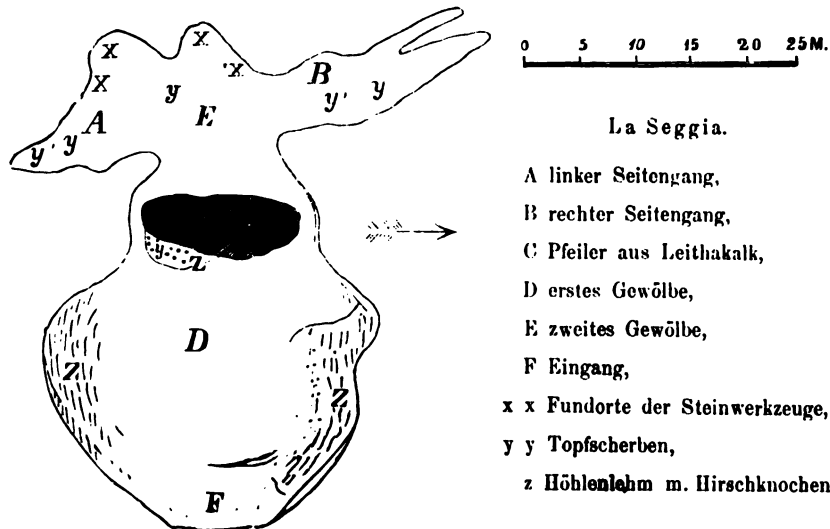 0 5 10 15 20 25 M.
La Seggia.
A linker Seitengang,
B rechter Seitengang,
C Pfeiler aus Leithakalk,
D erstes Gewölbe,
E zweites Gewölbe,
F Eingang,
x x Fundorte der Steinwerkzeuge,
y y Topfscherben,
z Höhlenlehm m. Hirschknochen
x x
x x
B
y y' y
A E
y' y
y z
D
z z
z
F